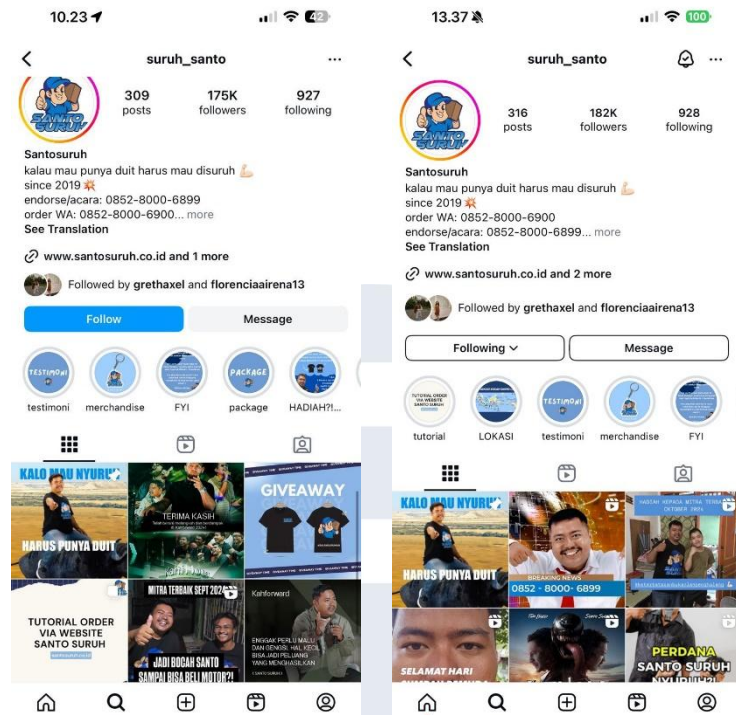 10.23
42
suruh_santo
SANTO
SURUH
309
posts
175K
followers
927
following
Santosuruh
kalau mau punya duit harus mau disuruh
since 2019
endorse/acara: 0852-8000-6899
order WA: 0852-8000-6900... more
See Translation
www.santosuruh.co.id and 1 more
Followed by grethaxel and florenciaairena13
Follow
Message
TESTIMONI
PACKAGE
testimoni
merchandise
FYI
package
HADIAH?!...
KALO MAU NYURUH
HARUS PUNYA DUIT
TERIMA KASIH
GIVEAWAY
TUTORIAL ORDER
VIA WEBSITE
SANTO SURUH
MITRA TERBAIK SEPT 2024
JADI BOCAH SANTO
SAMPAI BISA BELI MOTOR?!
Kahforward
ENGGAK PERLU MALU
DAN GENGSI, HAL KECIL
BISA JADI PELUANG
YANG MENGHASILKAN
( SANTO SURUH )
13.37
100
suruh_santo
SANTO
SURUH
316
posts
182K
followers
928
following
Santosuruh
kalau mau punya duit harus mau disuruh
since 2019
order WA: 0852-8000-6900
endorse/acara: 0852-8000-6899... more
See Translation
www.santosuruh.co.id and 2 more
Followed by grethaxel and florenciaairena13
Following
Message
TUTORIAL ORDER
VIA WEBSITE
SANTO SURUH
TESTIMONI
tutorial
LOKASI
testimoni
merchandise
FYI
KALO MAU NYURUH
HARUS PUNYA DUIT
BREAKING NEWS
0852 - 8000- 6899
HADIAH KEPADA MITRA TERBAIK
OKTOBER 2024
SELAMAT HARI
PERDANA
SANTO SURUH
NYURUH?!